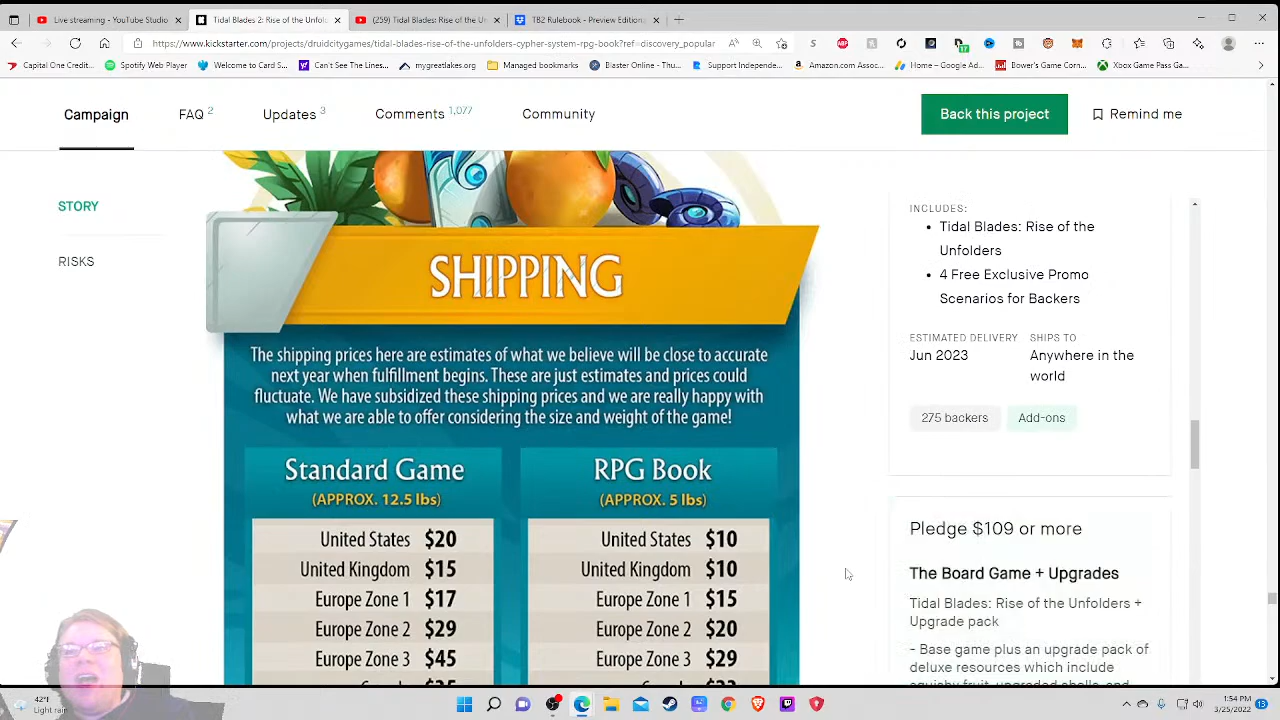 Live streaming - YouTube Studio
Tidal Blades 2: Rise of the Unfol
(259) Tidal Blades: Rise of the Un
TB2 Rulebook - Preview Edition.
https://www.kickstarter.com/projects/druidcitygames/tidal-blades-rise-of-the-unfolders-cypher-system-rpg-book?ref=discovery_popular
Capital One Credit...
Spotify Web Player
Welcome to Card S...
Can't See The Lines...
mygreatlakes.org
Managed bookmarks
Blaster Online - Thu...
Support Independe...
Amazon.com Assoc...
Home – Google Ad...
Bower's Game Corn...
Xbox Game Pass Ga...
Campaign
FAQ 2
Updates 3
Comments 1,077
Community
Back this project
Remind me
STORY
RISKS
SHIPPING
The shipping prices here are estimates of what we believe will be close to accurate
next year when fulfillment begins. These are just estimates and prices could
fluctuate. We have subsidized these shipping prices and we are really happy with
what we are able to offer considering the size and weight of the game!
Standard Game
(APPROX. 12.5 lbs)
United States $20
United Kingdom $15
Europe Zone 1 $17
Europe Zone 2 $29
Europe Zone 3 $45
RPG Book
(APPROX. 5 lbs)
United States $10
United Kingdom $10
Europe Zone 1 $15
Europe Zone 2 $20
Europe Zone 3 $29
INCLUDES:
Tidal Blades: Rise of the
Unfolders
4 Free Exclusive Promo
Scenarios for Backers
ESTIMATED DELIVERY
Jun 2023
SHIPS TO
Anywhere in the
world
275 backers
Add-ons
Pledge $109 or more
The Board Game + Upgrades
Tidal Blades: Rise of the Unfolders +
Upgrade pack
- Base game plus an upgrade pack of
deluxe resources which include
42°F
Light rain
1:54 PM
3/25/2022